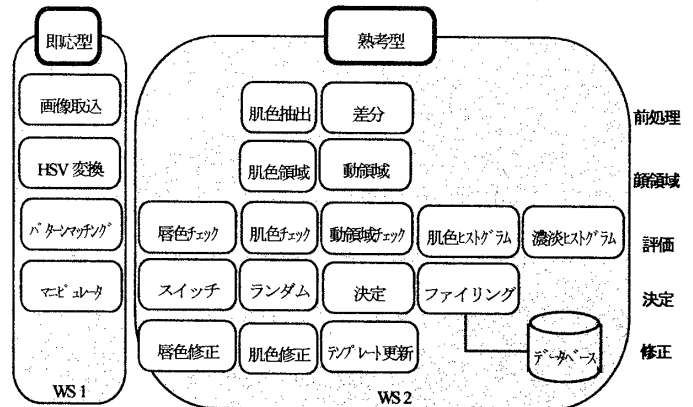 即応型
熟考型
画像取込
肌色抽出
差分
前処理
HSV 変換
肌色領域
動領域
顔領域
パターンマッチング
唇色チェック
肌色チェック
動領域チェック
肌色ヒストグラム
濃淡ヒストグラム
評価
マニピュレータ
スイッチ
ランダム
決定
ファイリング
決定
唇色修正
肌色修正
テンプレート更新
データベース
修正
WS 1
WS 2